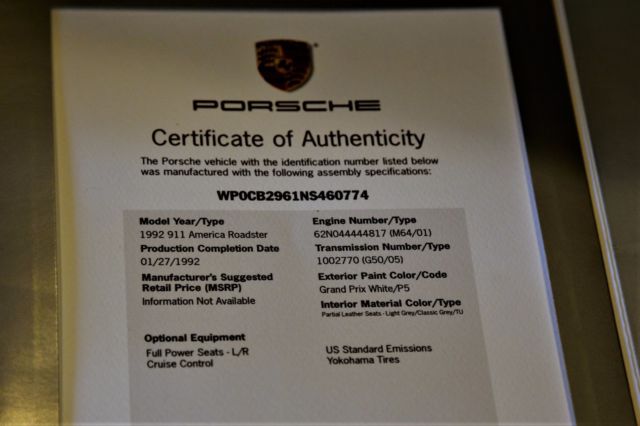 PORSCHE
Certificate of Authenticity
The Porsche vehicle with the identification number listed below
was manufactured with the following assembly specifications:
WP0CB2961NS460774
Model Year/Type
1992 911 America Roadster
Production Completion Date
01/27/1992
Manufacturer's Suggested
Retail Price (MSRP)
Information Not Available
Engine Number/Type
62N04444817 (M64/01)
Transmission Number/Type
1002770 (G50/05)
Exterior Paint Color/Code
Grand Prix White/P5
Interior Material Color/Type
Partial Leather Seats - Light Grey/Classic Grey/TU
Optional Equipment
Full Power Seats - L/R
Cruise Control
US Standard Emissions
Yokohama Tires